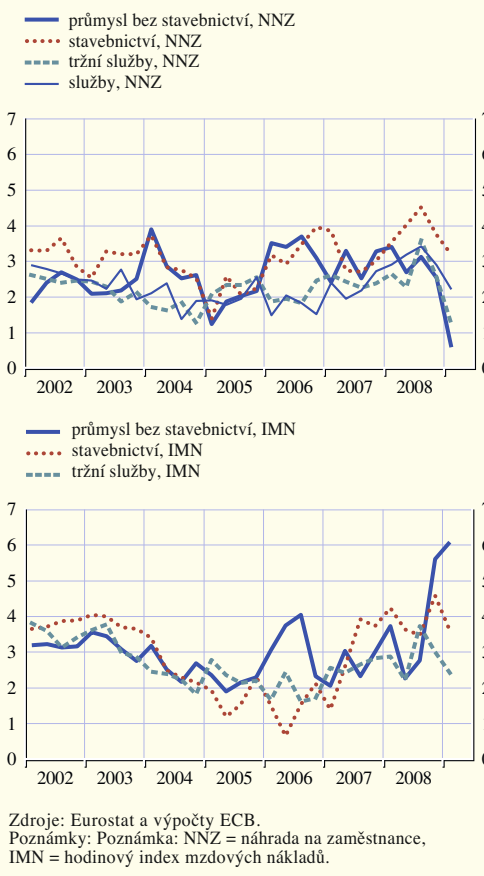 průmysl bez stavebnictví, NNZ
stavebnictví, NNZ
tržní služby, NNZ
služby, NNZ
7
6
5
4
3
2
1
0
2002 2003 2004 2005 2006 2007 2008
průmysl bez stavebnictví, IMN
stavebnictví, IMN
tržní služby, IMN
7
6
5
4
3
2
1
0
2002 2003 2004 2005 2006 2007 2008
Zdroje: Eurostat a výpočty ECB.
Poznámky: Poznámka: NNZ = náhrada na zaměstnance,
IMN = hodinový index mzdových nákladů.